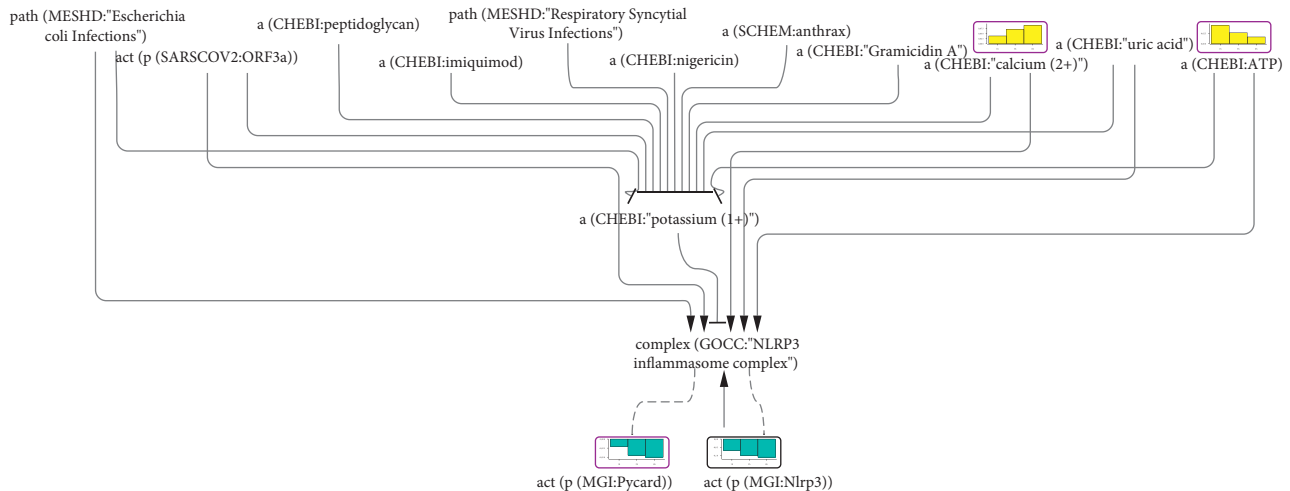 path (MESHD:"Escherichia
coli Infections")
act (p (SARSCOV2:ORF3a))
a (CHEBI:peptidoglycan)
a (CHEBI:imiquimod)
path (MESHD:"Respiratory Syncytial
Virus Infections")
a (CHEBI:nigericin)
a (SCHEM:anthrax)
a (CHEBI:"Gramicidin A")
a (CHEBI:"calcium (2+)")
a (CHEBI:"uric acid")
a (CHEBI:ATP)
a (CHEBI:"potassium (1+)")
complex (GOCC:"NLRP3
inflammasome complex")
act (p (MGI:Pycard))
act (p (MGI:Nlrp3))